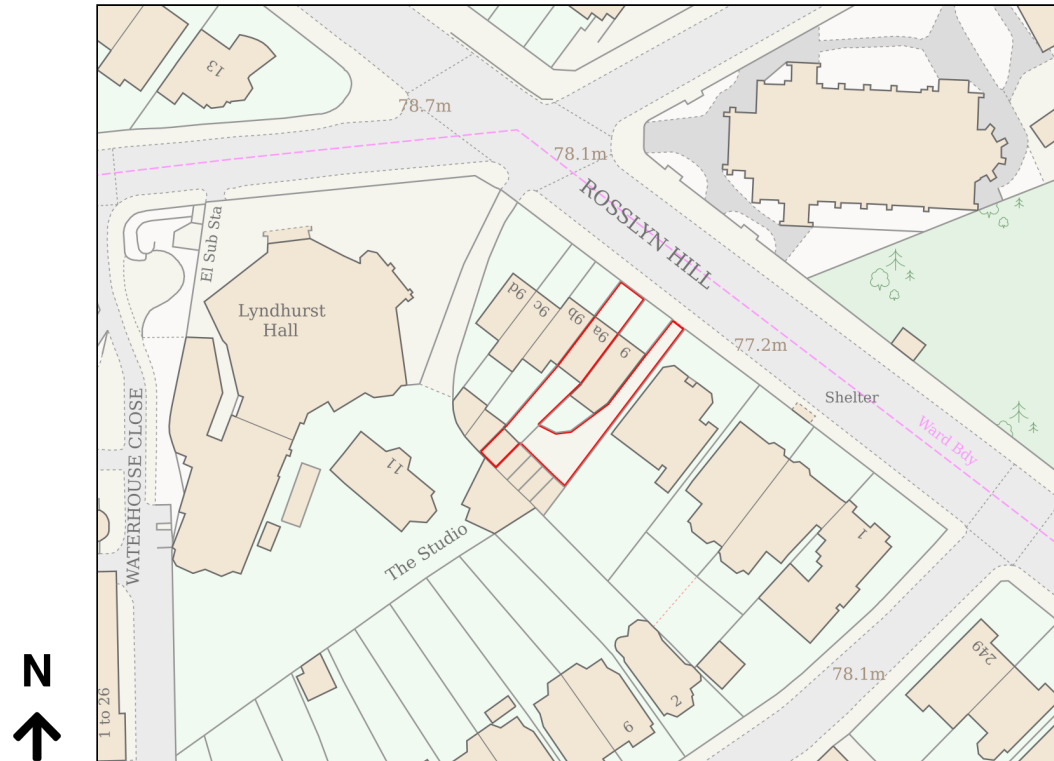 13
78.7m
78.1m
ROSSLYN HILL
El Sub Sta
Lyndhurst
Hall
9d
9c
9b
9a
9
77.2m
Shelter
Ward Bdy
WATERHOUSE CLOSE
11
The Studio
1
N
1 to 26
2
6
78.1m
249